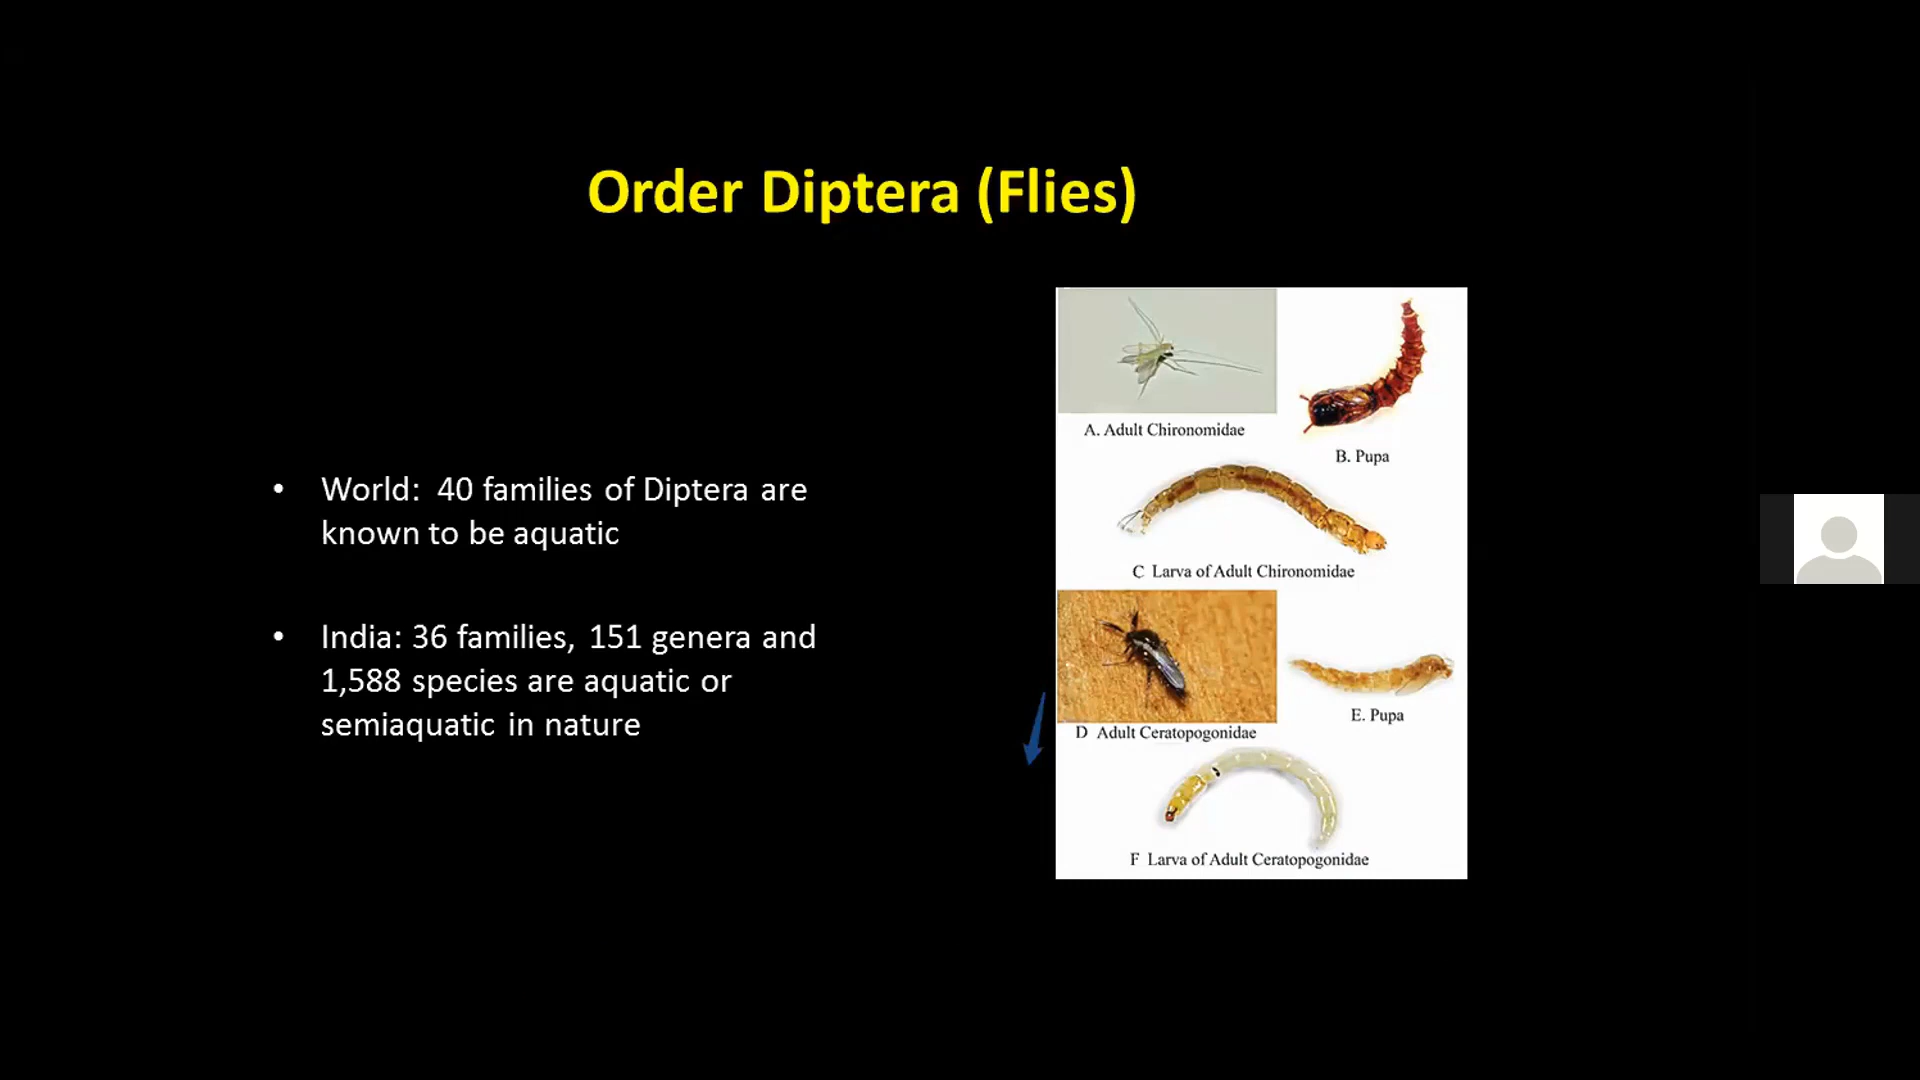 Order Diptera (Flies)
• World: 40 families of Diptera are
known to be aquatic
• India: 36 families, 151 genera and
1,588 species are aquatic or
semiaquatic in nature
A. Adult Chironomidae
B. Pupa
C Larva of Adult Chironomidae
D Adult Ceratopogonidae
E. Pupa
F Larva of Adult Ceratopogonidae